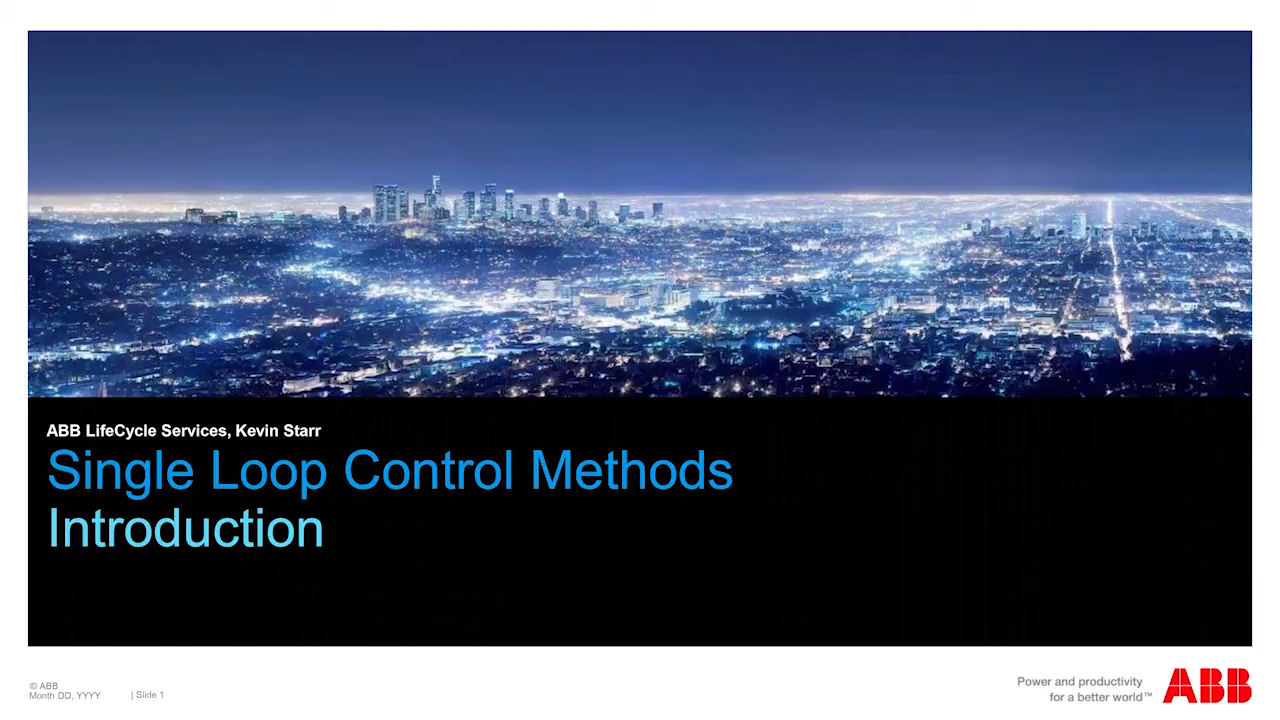 ABB LifeCycle Services, Kevin Starr
Single Loop Control Methods
Introduction
© ABB
Month DD, YYYY
| Slide 1
Power and productivity
for a better world™
ABB